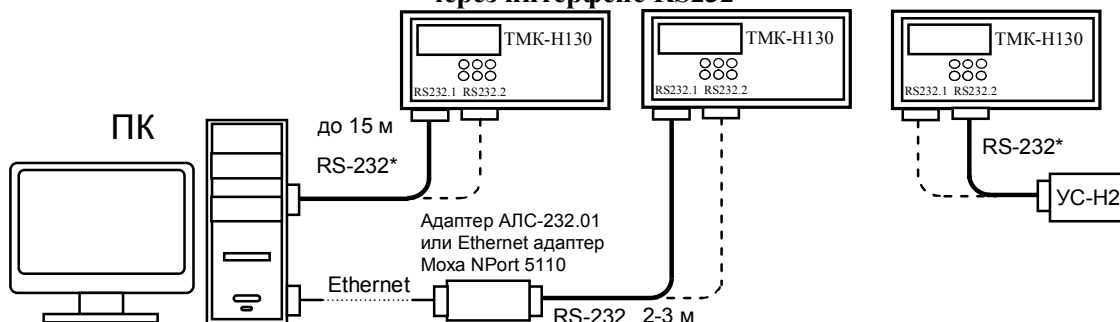 через интерфейс RS232
ТМК-Н130
RS232.1 RS232.2
ТМК-Н130
RS232.1 RS232.2
ТМК-Н130
RS232.1 RS232.2
ПК
до 15 м
RS-232*
RS-232*
УС-Н2
Адаптер АЛС-232.01
или Ethernet адаптер
Moxa NPort 5110
Ethernet
RS-232 2-3 м